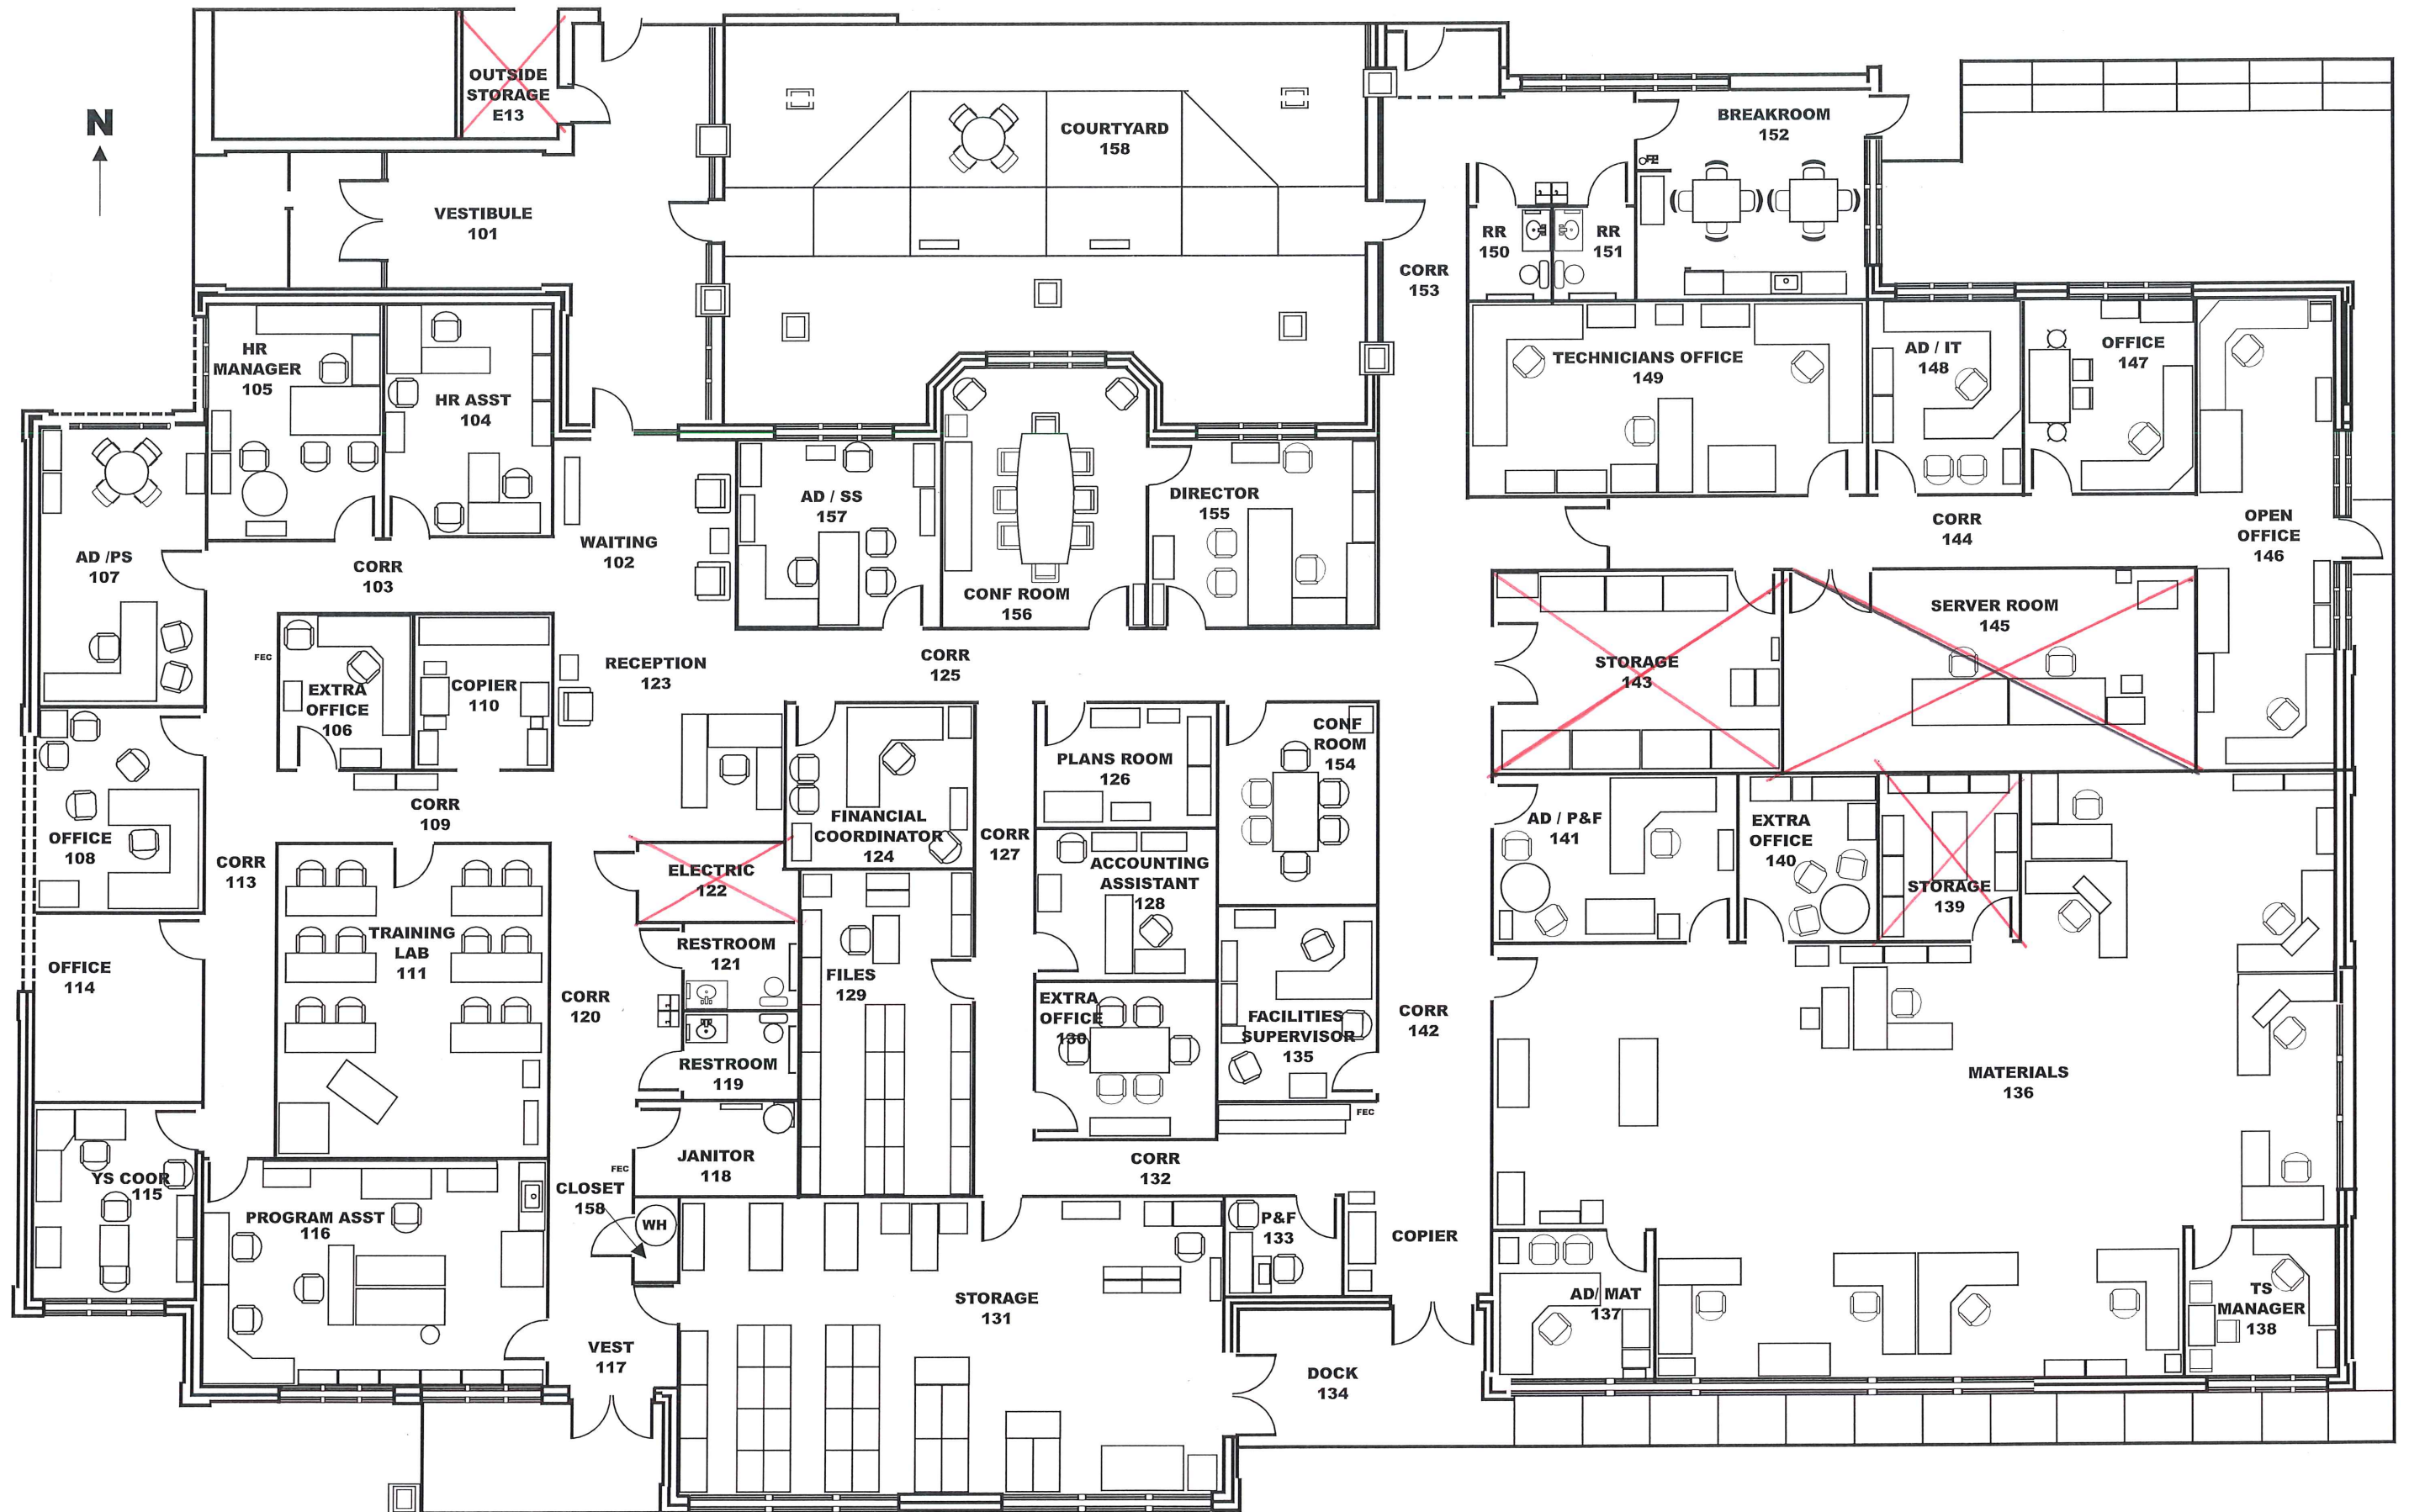 OUTSIDE
STORAGE
E13
N
COURTYARD
158
BREAKROOM
152
VESTIBULE
101
RR
150
RR
151
CORR
153
HR
MANAGER
105
HR ASST
104
TECHNICIANS OFFICE
149
AD / IT
148
OFFICE
147
AD /PS
107
CORR
103
WAITING
102
AD / SS
157
CONF ROOM
156
DIRECTOR
155
CORR
144
OPEN
OFFICE
146
FEC
EXTRA
OFFICE
106
COPIER
110
RECEPTION
123
CORR
125
STORAGE
143
SERVER ROOM
145
OFFICE
108
CORR
109
CORR
113
FINANCIAL
COORDINATOR
124
CORR
127
PLANS ROOM
126
CONF
ROOM
154
AD / P&F
141
EXTRA
OFFICE
140
STORAGE
139
ELECTRIC
122
ACCOUNTING
ASSISTANT
128
OFFICE
114
TRAINING
LAB
111
CORR
120
RESTROOM
121
FILES
129
EXTRA
OFFICE
130
FACILITIES
SUPERVISOR
135
CORR
142
RESTROOM
119
MATERIALS
136
FEC
YS COOR
115
JANITOR
118
FEC
CORR
132
CLOSET
158
WH
PROGRAM ASST
116
P&F
133
COPIER
STORAGE
131
AD/ MAT
137
TS
MANAGER
138
VEST
117
DOCK
134